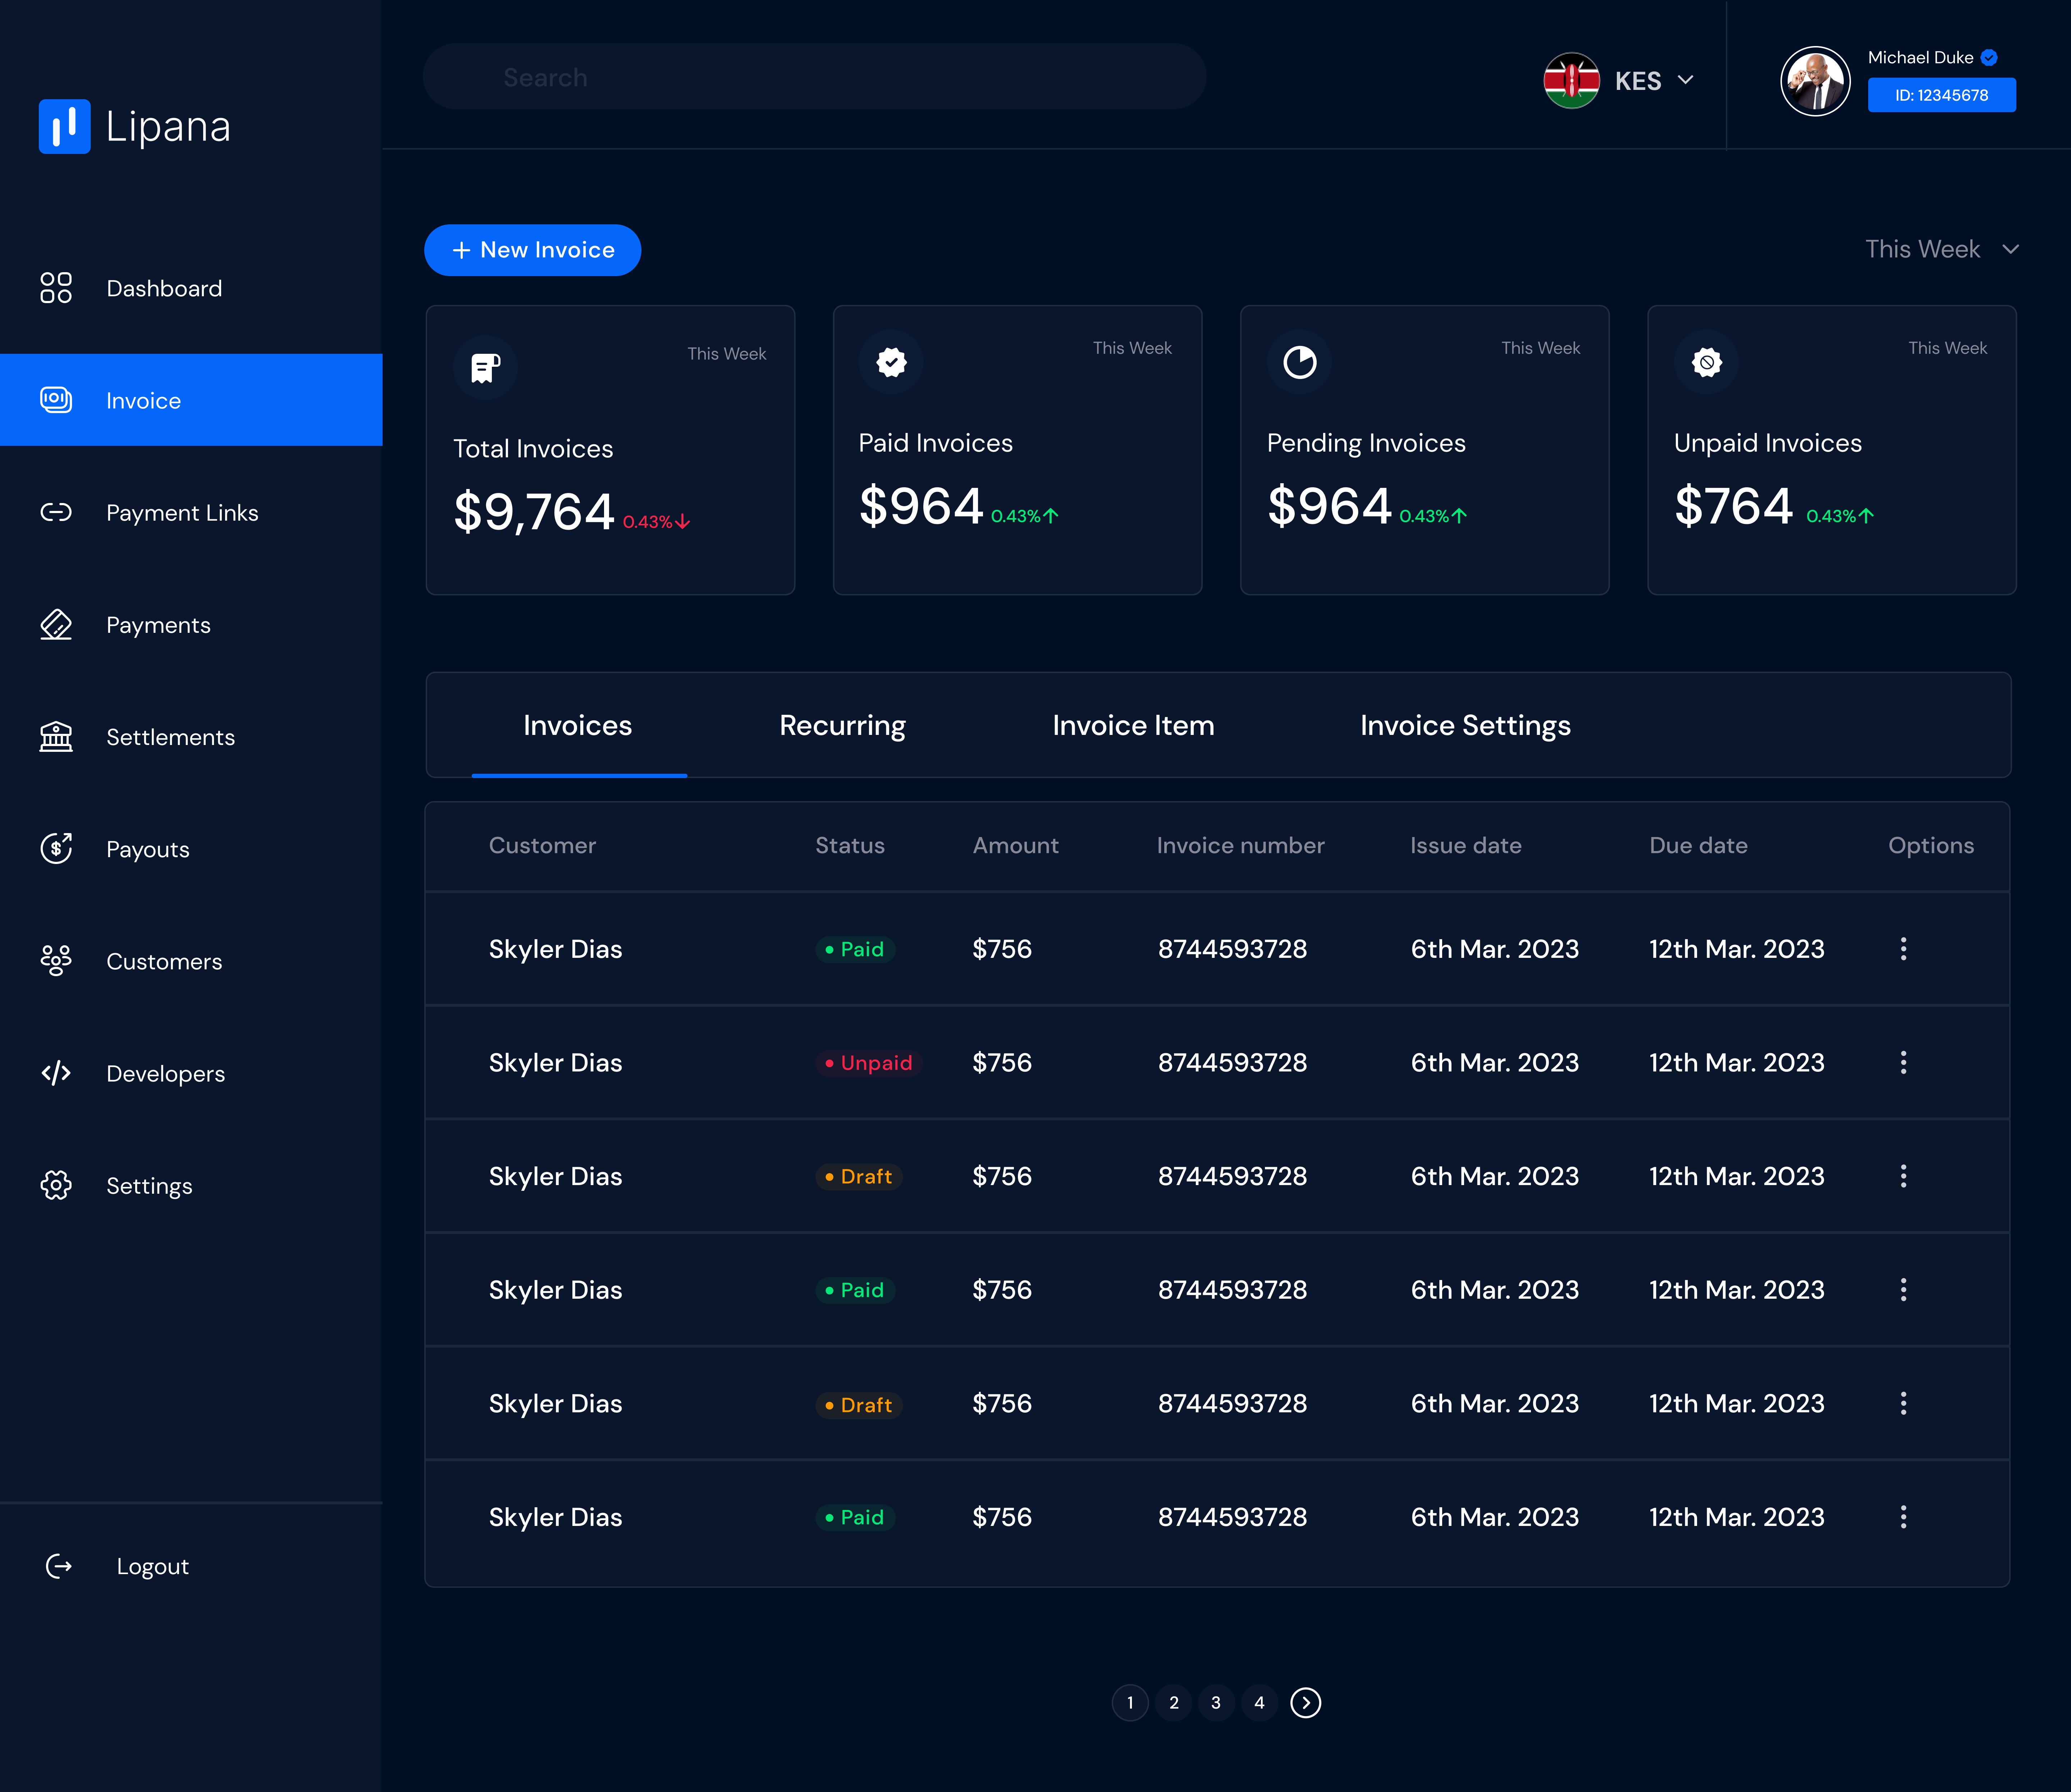 Lipana
Search
KES
Michael Duke
ID: 12345678
Dashboard
Invoice
Payment Links
Payments
Settlements
Payouts
Customers
Developers
Settings
Logout
+ New Invoice
This Week
This Week
Total Invoices
$9,764 0.43%↓
This Week
Paid Invoices
$964 0.43%↑
This Week
Pending Invoices
$964 0.43%↑
This Week
Unpaid Invoices
$764 0.43%↑
Invoices Recurring Invoice Item Invoice Settings
Customer Status Amount Invoice number Issue date Due date Options
Skyler Dias Paid $756 8744593728 6th Mar. 2023 12th Mar. 2023
Skyler Dias Unpaid $756 8744593728 6th Mar. 2023 12th Mar. 2023
Skyler Dias Draft $756 8744593728 6th Mar. 2023 12th Mar. 2023
Skyler Dias Paid $756 8744593728 6th Mar. 2023 12th Mar. 2023
Skyler Dias Draft $756 8744593728 6th Mar. 2023 12th Mar. 2023
Skyler Dias Paid $756 8744593728 6th Mar. 2023 12th Mar. 2023
1 2 3 4